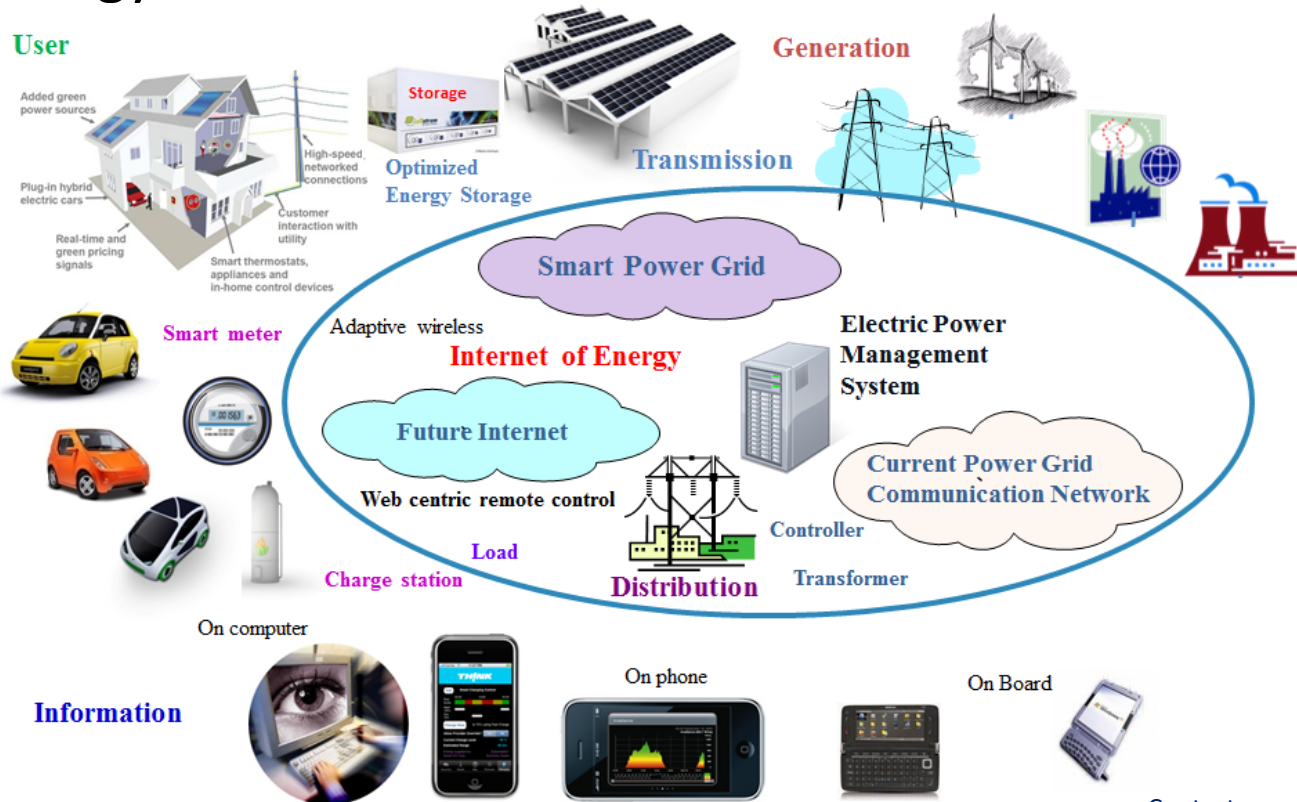 User
Generation
Storage
Added green
power sources
High-speed,
networked
connections
Optimized
Energy Storage
Transmission
Plug-in hybrid
electric cars
Customer
interaction with
utility
Real-time and
green pricing
signals
Smart thermostats,
appliances and
in-home control devices
Smart Power Grid
Smart meter
Adaptive wireless
Internet of Energy
Electric Power
Management
System
Future Internet
Current Power Grid
Communication Network
Web centric remote control
Controller
Load
Charge station
Distribution
Transformer
On computer
On phone
On Board
Information
THINK